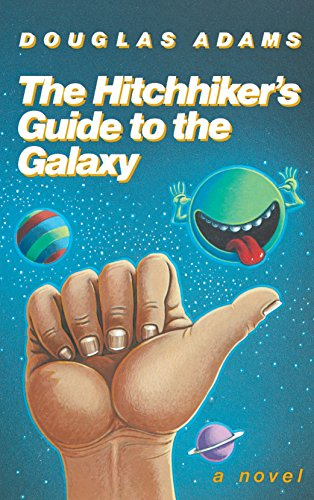 DOUGLAS ADAMS
The Hitchhiker's
Guide to the
Galaxy
a novel